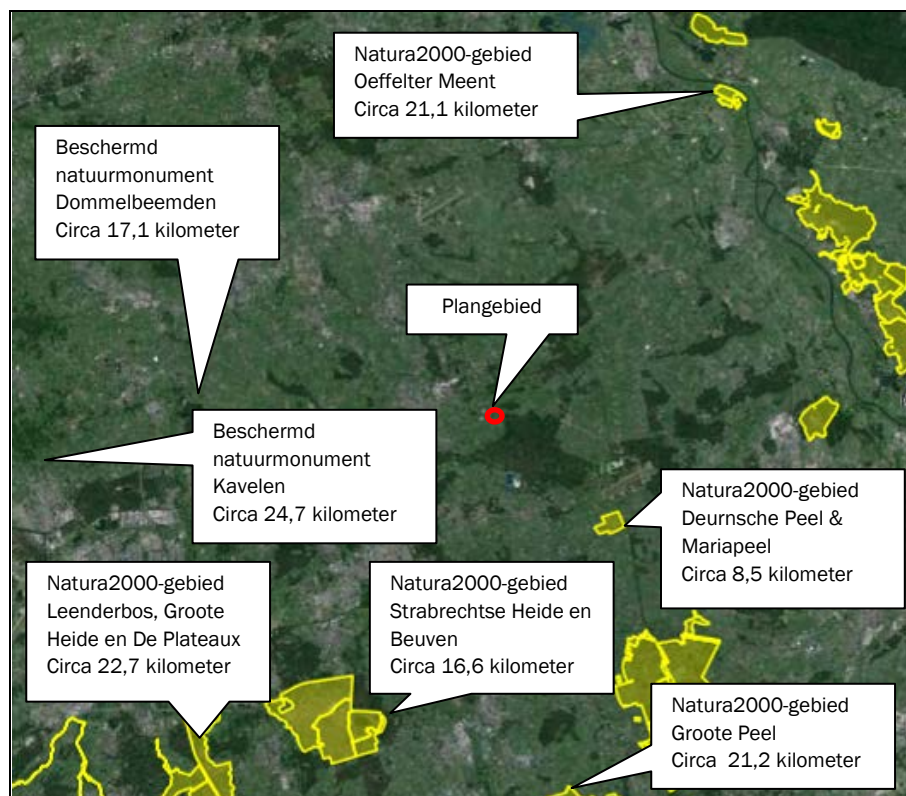 Natura2000-gebied
Oeffelter Meent
Circa 21,1 kilometer
Beschermd
natuurmonument
Dommelbeemden
Circa 17,1 kilometer
Plangebied
Beschermd
natuurmonument
Kavelen
Circa 24,7 kilometer
Natura2000-gebied
Deurnsche Peel &
Mariapeel
Circa 8,5 kilometer
Natura2000-gebied
Leenderbos, Groote
Heide en De Plateaux
Circa 22,7 kilometer
Natura2000-gebied
Strabrechtse Heide en
Beuven
Circa 16,6 kilometer
Natura2000-gebied
Groote Peel
Circa  21,2 kilometer